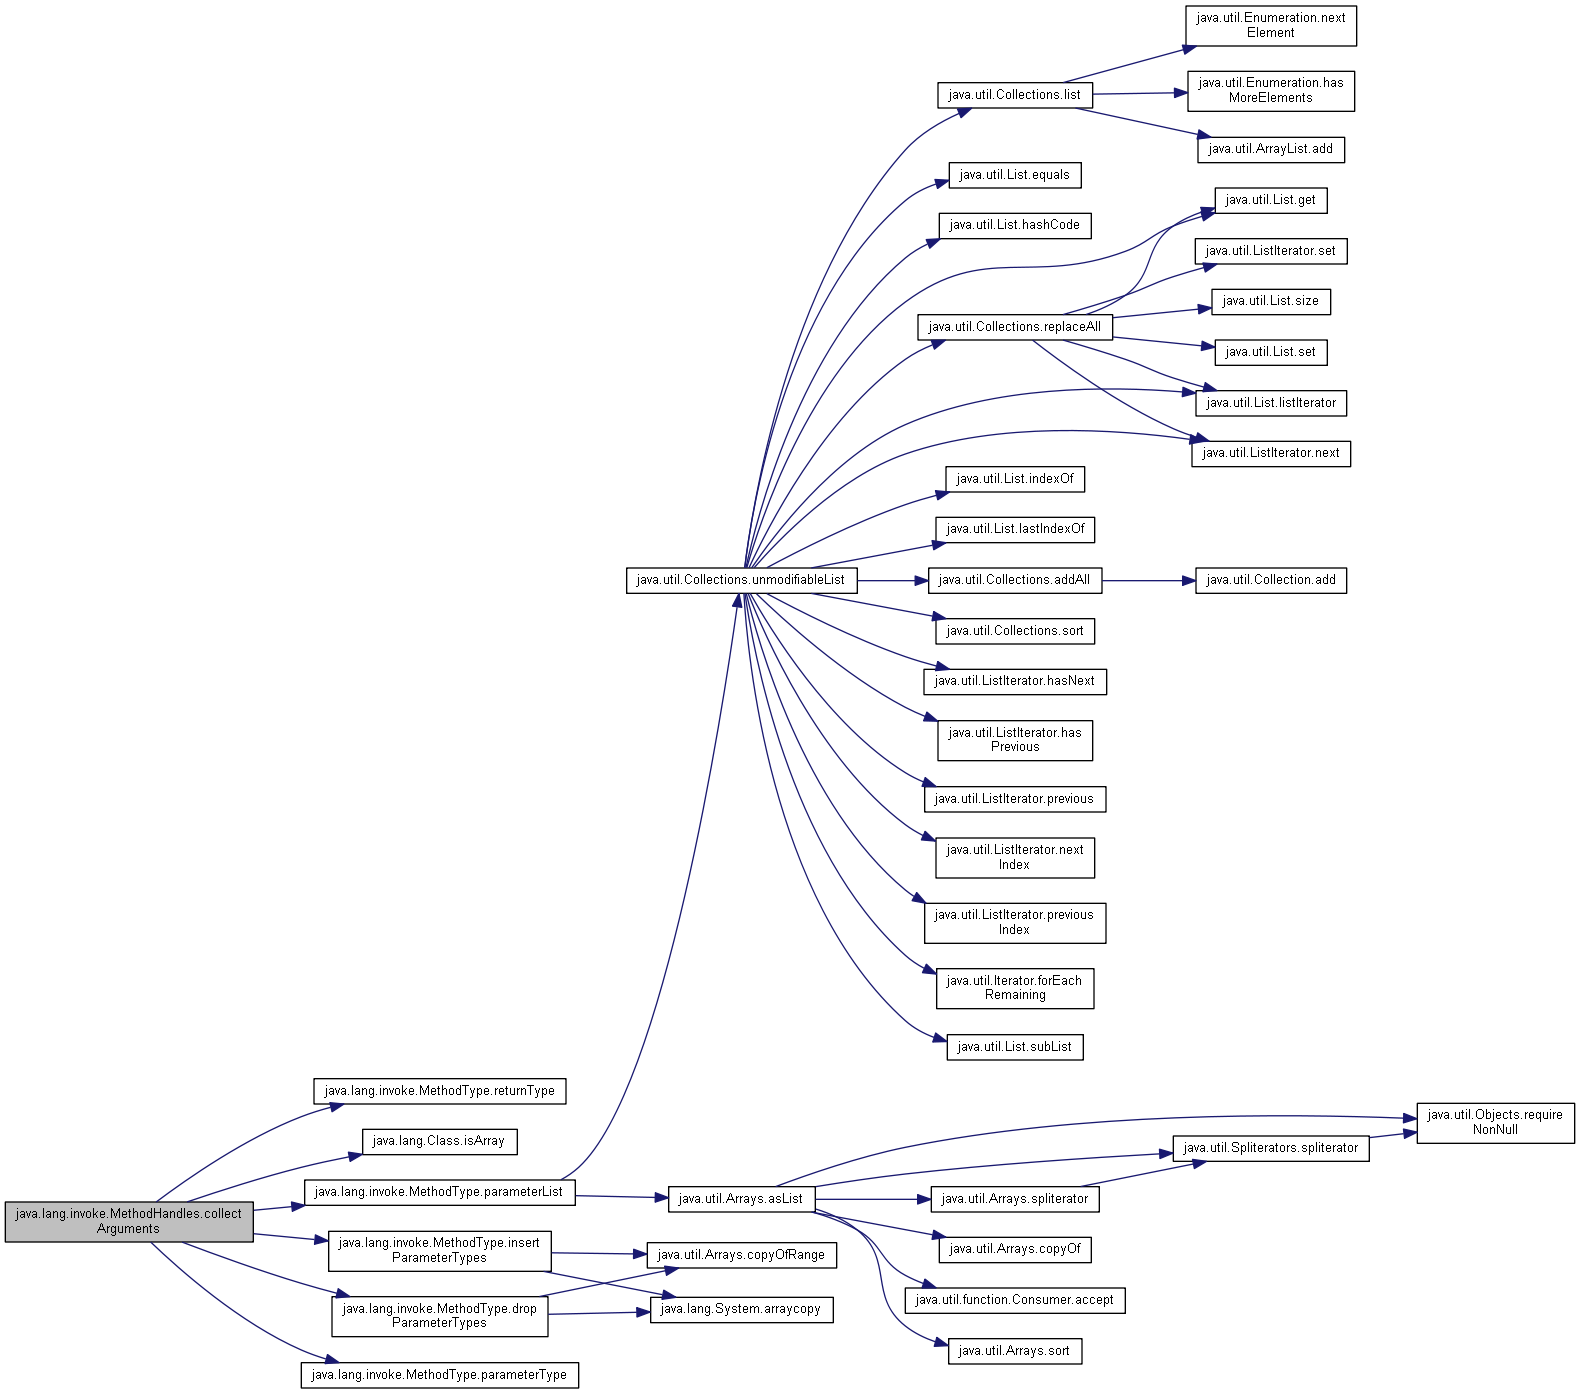 java.util.Enumeration.next
Element
java.util.Collections.list
java.util.Enumeration.has
MoreElements
java.util.ArrayList.add
java.util.List.equals
java.util.List.get
java.util.List.hashCode
java.util.ListIterator.set
java.util.List.size
java.util.Collections.replaceAll
java.util.List.set
java.util.List.listIterator
java.util.ListIterator.next
java.util.List.indexOf
java.util.List.lastIndexOf
java.util.Collections.unmodifiableList
java.util.Collections.addAll
java.util.Collection.add
java.util.Collections.sort
java.util.ListIterator.hasNext
java.util.ListIterator.has
Previous
java.util.ListIterator.previous
java.util.ListIterator.next
Index
java.util.ListIterator.previous
Index
java.util.Iterator.forEach
Remaining
java.util.List.subList
java.lang.invoke.MethodType.returnType
java.util.Objects.require
NonNull
java.lang.Class.isArray
java.util.Spliterators.spliterator
java.lang.invoke.MethodType.parameterList
java.util.Arrays.asList
java.util.Arrays.spliterator
java.lang.invoke.MethodHandles.collect
Arguments
java.lang.invoke.MethodType.insert
ParameterTypes
java.util.Arrays.copyOfRange
java.util.Arrays.copyOf
java.lang.invoke.MethodType.drop
ParameterTypes
java.lang.System.arraycopy
java.util.function.Consumer.accept
java.util.Arrays.sort
java.lang.invoke.MethodType.parameterType